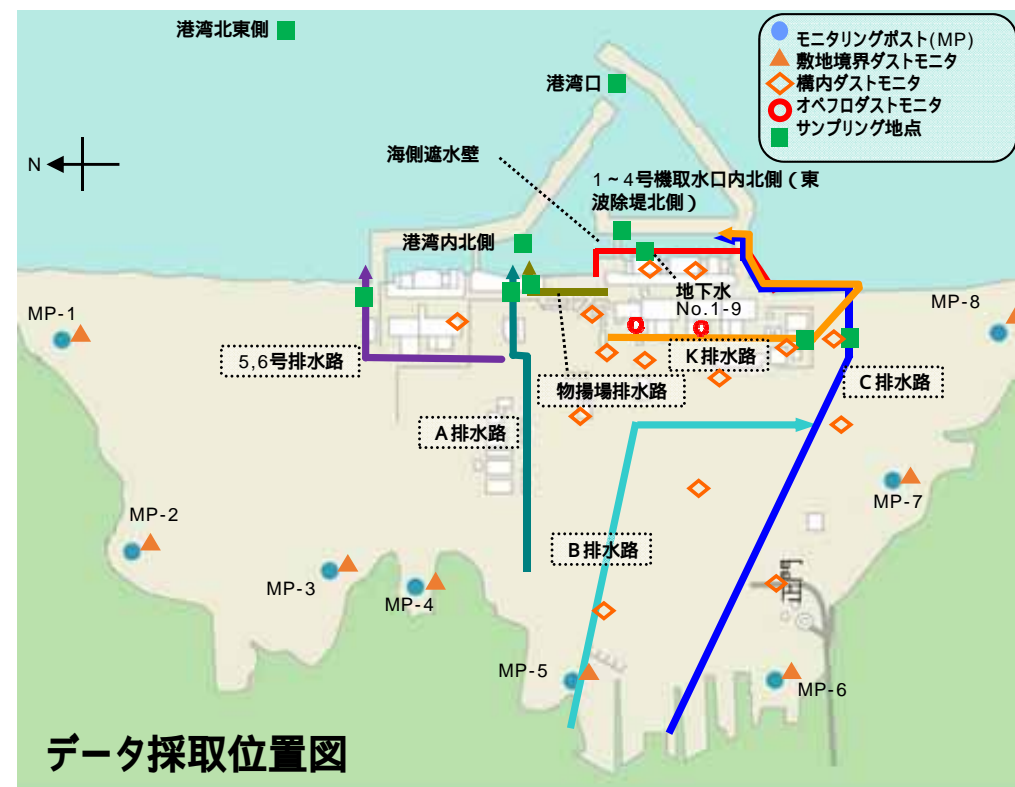 港湾北東側
モニタリングポスト(MP)
敷地境界ダストモニタ
構内ダストモニタ
オペフロダストモニタ
サンプリング地点
港湾口
N
海側遮水壁
1~4号機取水口内北側(東
波除堤北側)
港湾内北側
地下水
No.1-9
MP-1
MP-8
5,6号排水路
K排水路
物揚場排水路
C排水路
A排水路
MP-7
MP-2
B排水路
MP-3
MP-4
MP-5
MP-6
データ採取位置図